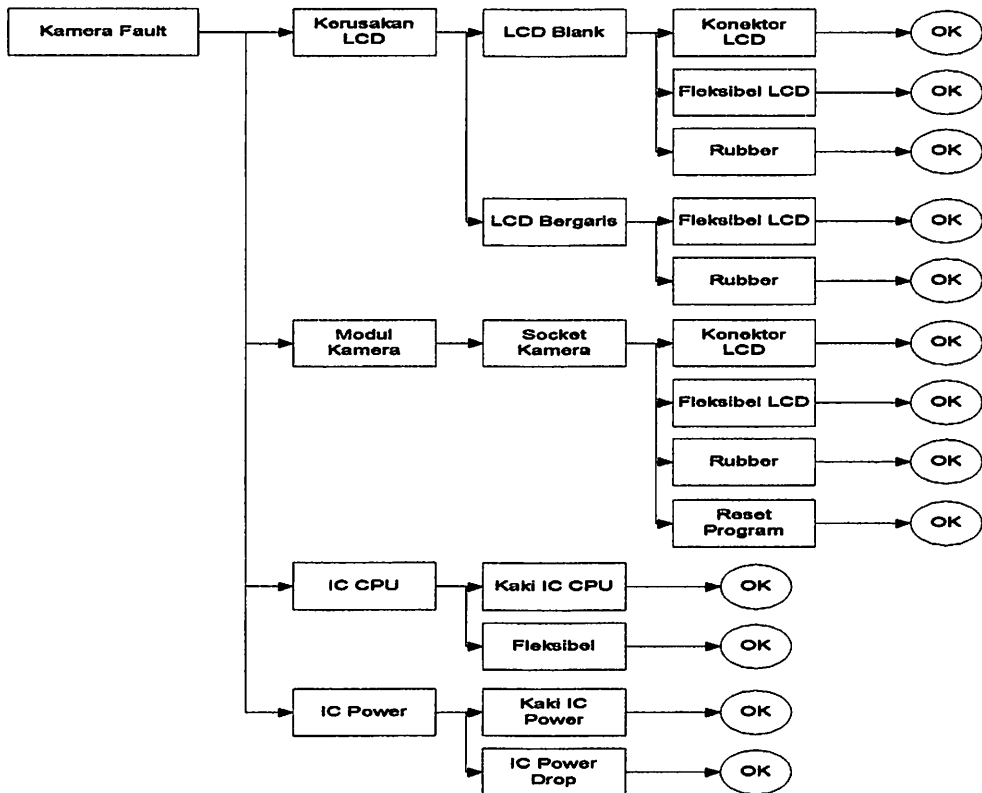 Kamera Fault
Kerusakan
LCD
LCD Blank
Konektor
LCD
OK
Fleksibel LCD
OK
Rubber
OK
LCD Bergaris
Fleksibel LCD
OK
Rubber
OK
Modul
Kamera
Socket
Kamera
Konektor
LCD
OK
Fleksibel LCD
OK
Rubber
OK
Reset
Program
OK
IC CPU
Kaki IC CPU
OK
Fleksibel
OK
IC Power
Kaki IC
Power
OK
IC Power
Drop
OK